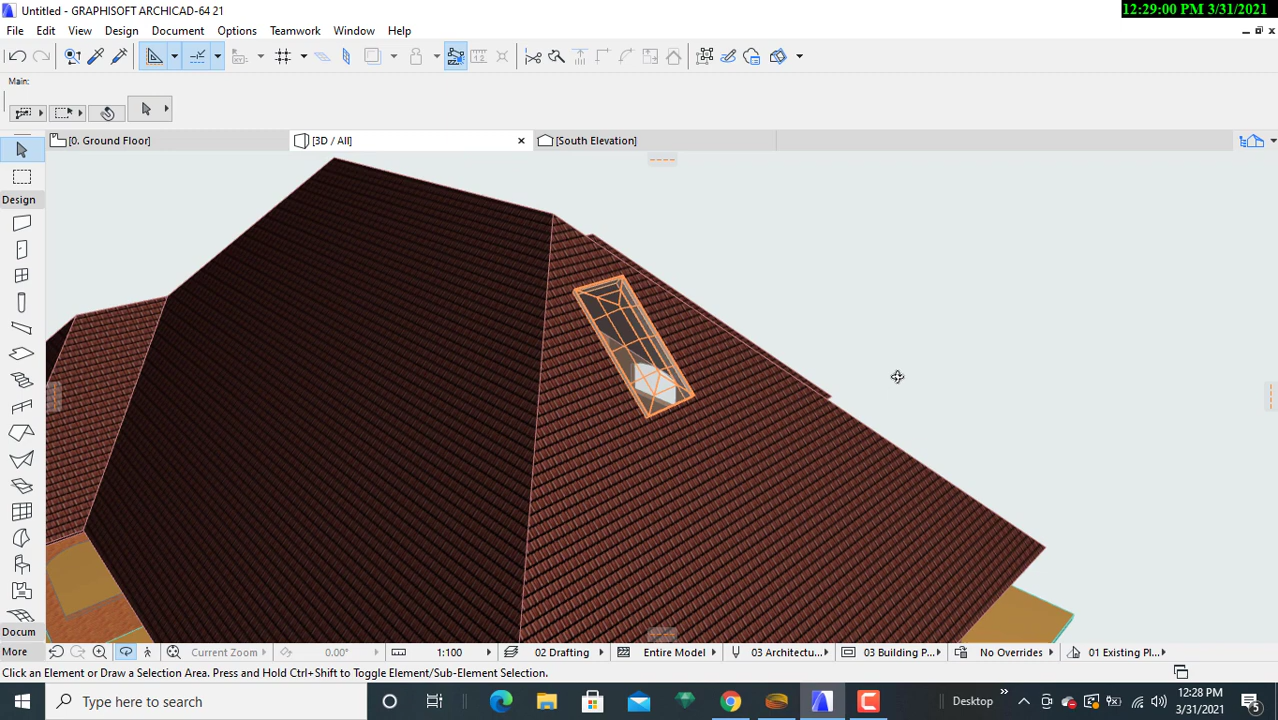 Untitled - GRAPHISOFT ARCHICAD-64 21
12:29:00 PM 3/31/2021
File Edit View Design Document Options Teamwork Window Help
Main:
[0. Ground Floor]
[3D / All]
[South Elevation]
Design
Docum
More
Current Zoom
0.00°
1:100
02 Drafting
Entire Model
03 Architectu...
03 Building P...
No Overrides
01 Existing Pl...
Click an Element or Draw a Selection Area. Press and Hold Ctrl+Shift to Toggle Element/Sub-Element Selection.
Type here to search
Desktop
12:28 PM
3/31/2021
5